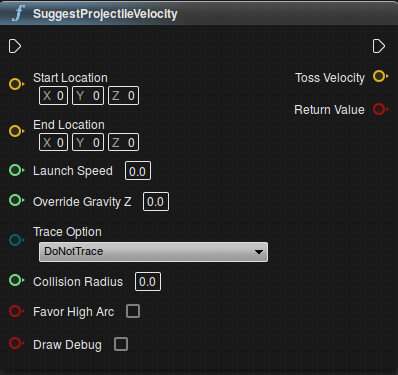 f SuggestProjectileVelocity
Start Location
X 0 Y 0 Z 0
Toss Velocity
Return Value
End Location
X 0 Y 0 Z 0
Launch Speed 0.0
Override Gravity Z 0.0
Trace Option
DoNotTrace
Collision Radius 0.0
Favor High Arc
Draw Debug